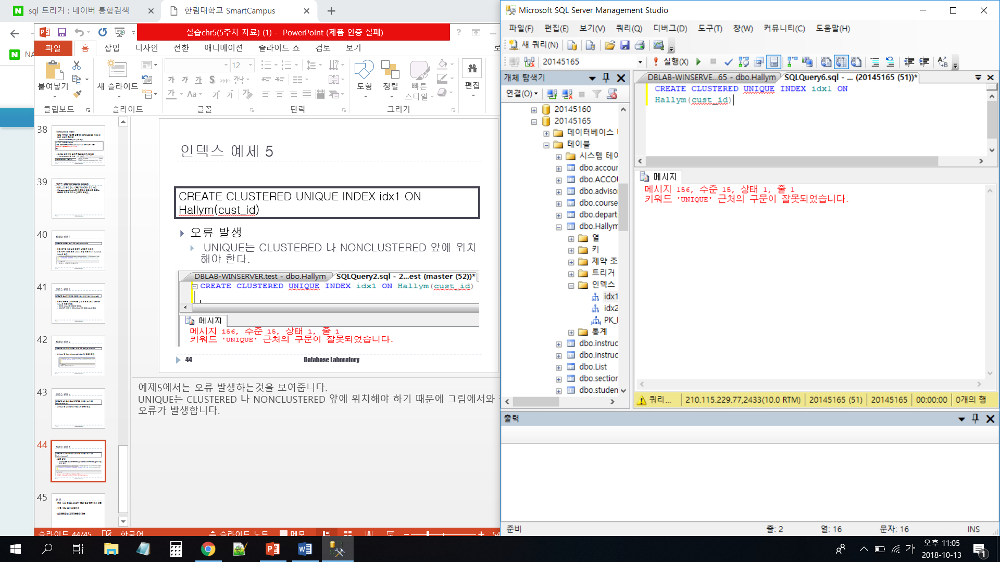 sql 트리거 : 네이버 통합검색
한림대학교 SmartCampus
NA
실습chr5(5주차 자료) (1) - PowerPoint (제품 인증 실패)
파일
홈
삽입
디자인
전환
애니메이션
슬라이드 쇼
검토
보기
로
붙여넣기
새 슬라이드
12
가 가 가 S 가나다 가나
가 Aa 가 가 가
도형
정렬
빠른
스타일
편집
클립보드
슬라이드
글꼴
단락
그리기
38
39
40
41
42
43
44
45
인덱스 예제 5
CREATE CLUSTERED UNIQUE INDEX idx1 ON
Hallym(cust_id)
오류 발생
UNIQUE는 CLUSTERED 나 NONCLUSTERED 앞에 위치
해야 한다.
DBLAB-WINSERVER.test - dbo.Hallym
SQLQuery2.sql - 2...est (master (52))*
CREATE CLUSTERED UNIQUE INDEX idx1 ON Hallym(cust_id)
메시지
메시지 156, 수준 15, 상태 1, 줄 1
키워드 'UNIQUE' 근처의 구문이 잘못되었습니다.
44
Database Laboratory
예제5에서는 오류 발생하는것을 보여줍니다.
UNIQUE는 CLUSTERED 나 NONCLUSTERED 앞에 위치해야 하기 때문에 그림에서와
오류가 발생합니다.
슬라이드 44/45
한국어
슬라이드 노트
메모
54
Microsoft SQL Server Management Studio
파일(F)
편집(E)
보기(V)
쿼리(Q)
디버그(D)
도구(T)
창(W)
커뮤니티(C)
도움말(H)
새 쿼리(N)
20145165
실행(X)
개체 탐색기
연결(O)
20145160
20145165
데이터베이스
테이블
시스템 테이
dbo.accour
dbo.ACCOU
dbo.adviso
dbo.course
dbo.depart
dbo.Hallym
열
키
제약 조
트리거
인덱스
idx1
idx2
PK_
통계
dbo.instruc
dbo.instruc
dbo.List
dbo.section
dbo.studen
DBLAB-WINSERVE...65 - dbo.Hallym
SQLQuery6.sql - ... (20145165 (51))*
CREATE CLUSTERED UNIQUE INDEX idx1 ON
Hallym(cust_id)
메시지
메시지 156, 수준 15, 상태 1, 줄 1
키워드 'UNIQUE' 근처의 구문이 잘못되었습니다.
쿼리...
210.115.229.77,2433(10.0 RTM)
20145165 (51)
20145165
00:00:00
0개의 행
출력
준비
줄: 2
열: 16
문자: 16
INS
가
오후 11:05
2018-10-13
1